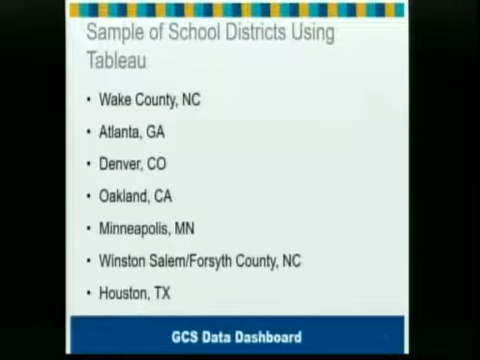 Sample of School Districts Using
Tableau
• Wake County, NC
• Atlanta, GA
• Denver, CO
• Oakland, CA
• Minneapolis, MN
• Winston Salem/Forsyth County, NC
• Houston, TX
GCS Data Dashboard